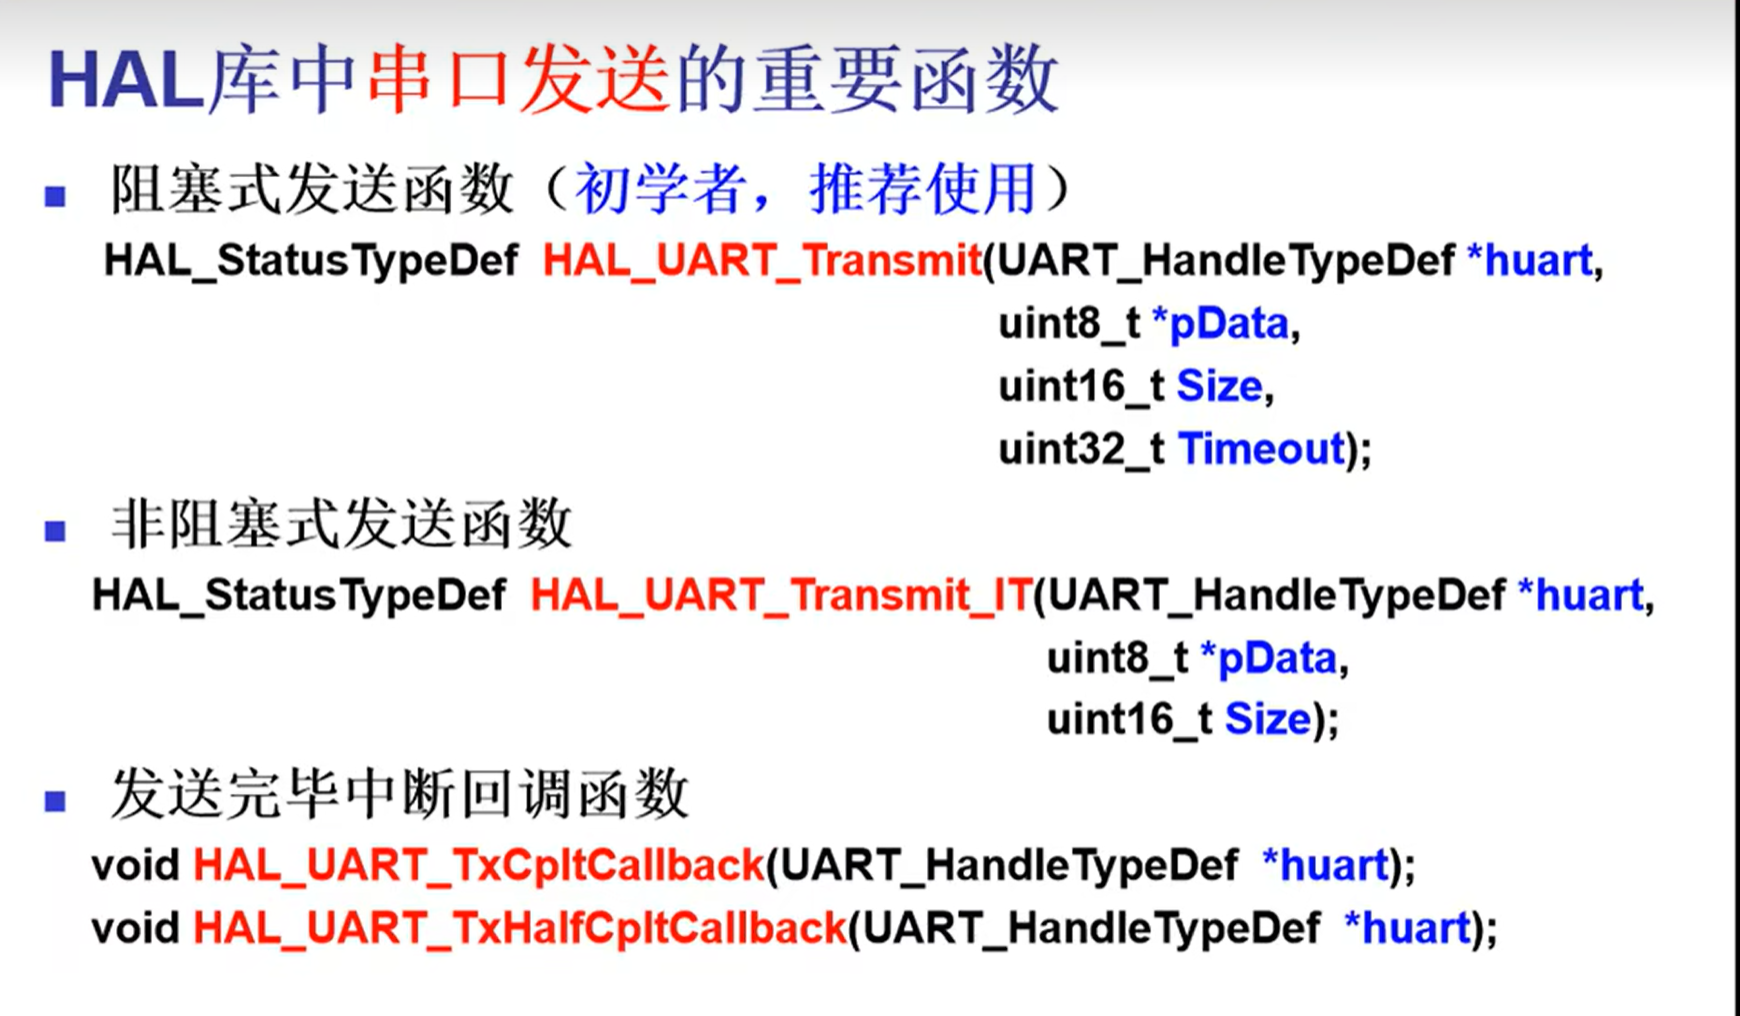 HAL库中串口发送的重要函数
阻塞式发送函数（初学者，推荐使用）
HAL_StatusTypeDef HAL_UART_Transmit(UART_HandleTypeDef *huart,
uint8_t *pData,
uint16_t Size,
uint32_t Timeout);
非阻塞式发送函数
HAL_StatusTypeDef HAL_UART_Transmit_IT(UART_HandleTypeDef *huart,
uint8_t *pData,
uint16_t Size);
发送完毕中断回调函数
void HAL_UART_TxCpltCallback(UART_HandleTypeDef *huart);
void HAL_UART_TxHalfCpltCallback(UART_HandleTypeDef *huart);